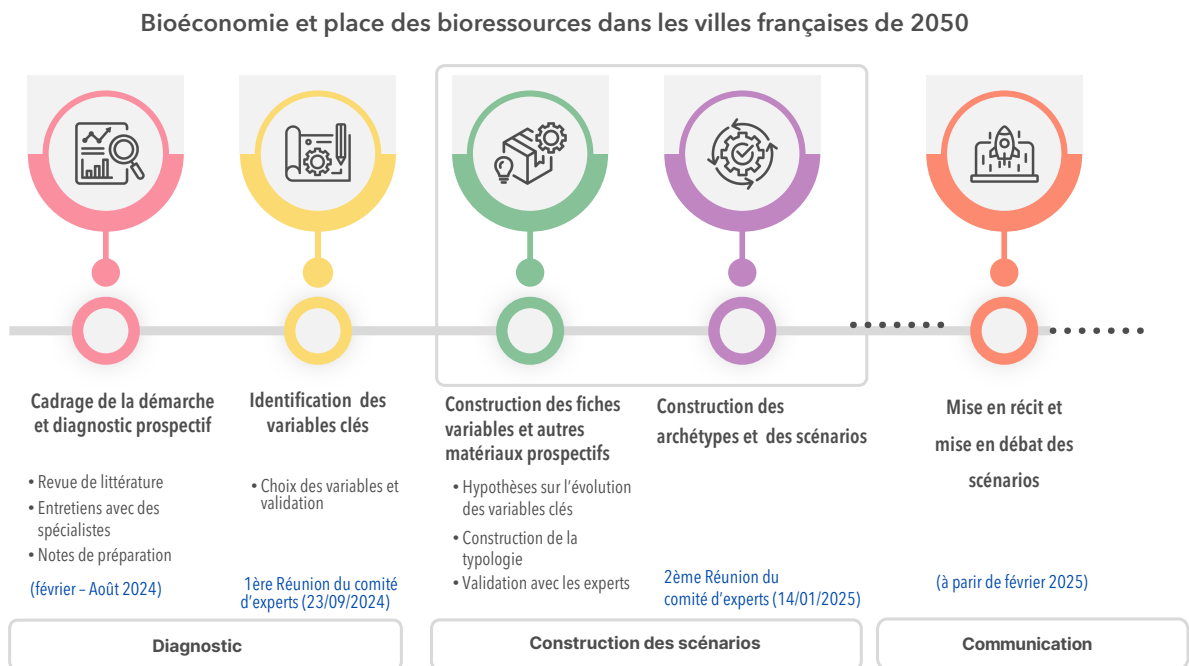 Bioéconomie et place des bioressources dans les villes françaises de 2050
Cadrage de la démarche
et diagnostic prospectif
• Revue de littérature
• Entretiens avec des
spécialistes
• Notes de préparation
(février – Août 2024)
Identification des
variables clés
• Choix des variables et
validation
1ère Réunion du comité
d'experts (23/09/2024)
Construction des fiches
variables et autres
matériaux prospectifs
• Hypothèses sur l'évolution
des variables clés
• Construction de la
typologie
• Validation avec les experts
Construction des
archétypes et des scénarios
2ème Réunion du
comité d'experts (14/01/2025)
Mise en récit et
mise en débat des
scénarios
(à parir de février 2025)
Diagnostic
Construction des scénarios
Communication